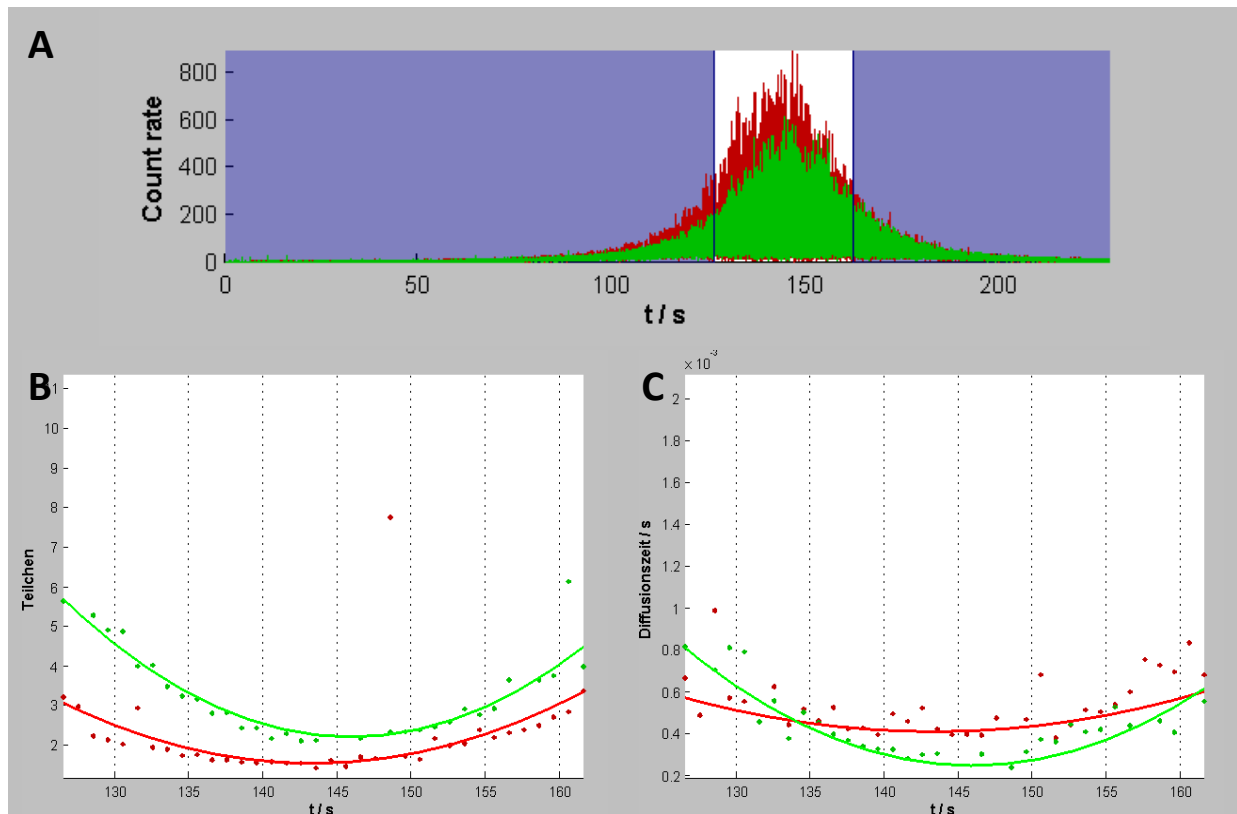 A
Count rate
800
600
400
200
0
0 50 100 150 200
t / s
B
Teilchen
11
10
9
8
7
6
5
4
3
2
130 135 140 145 150 155 160
t / s
C
× 10⁻³
Diffusionszeit / s
2
1.8
1.6
1.4
1.2
1
0.8
0.6
0.4
0.2
130 135 140 145 150 155 160
t / s